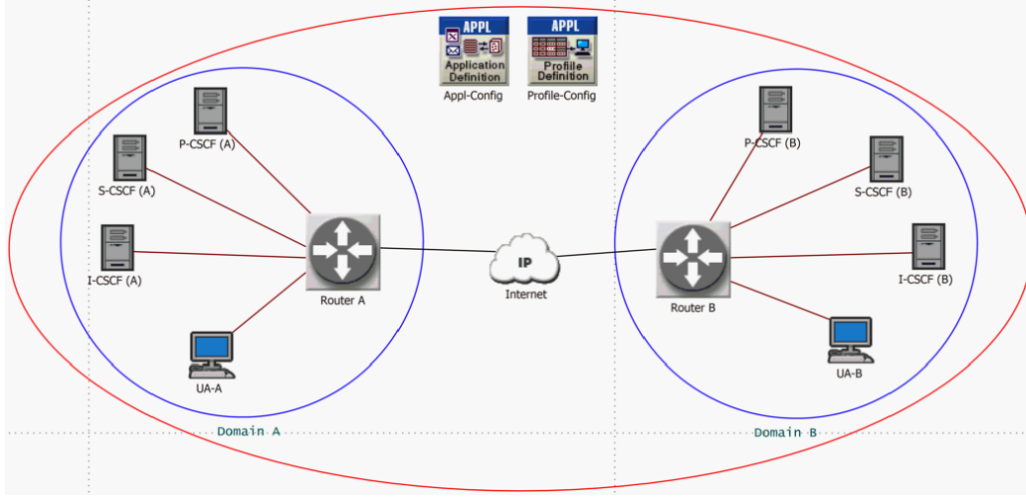 APPL
Application
Definition
Appl-Config
APPL
Profile
Definition
Profile-Config
P-CSCF (A)
S-CSCF (A)
I-CSCF (A)
UA-A
Router A
Domain A
IP
Internet
P-CSCF (B)
S-CSCF (B)
I-CSCF (B)
UA-B
Router B
Domain B